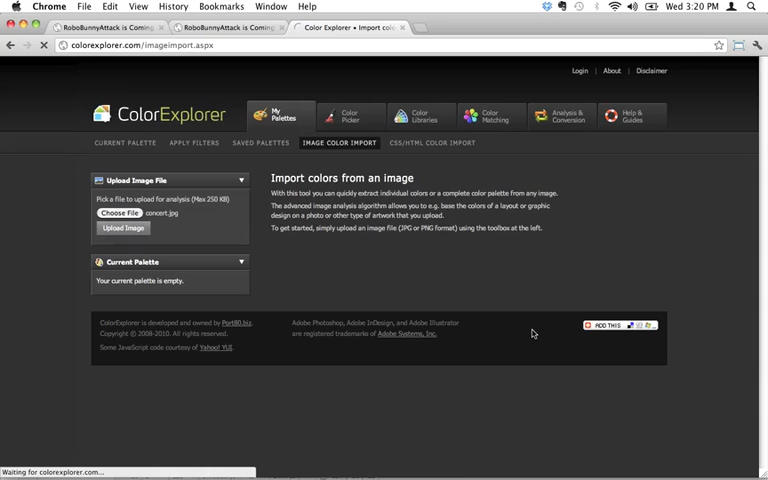 Chrome File Edit View History Bookmarks Window Help Wed 3:20 PM
RoboBunnyAttack is Coming RoboBunnyAttack is Coming Color Explorer • Import colo
colorexplorer.com/imageimport.aspx
Login | About | Disclaimer
ColorExplorer
My Palettes
Color Picker
Color Libraries
Color Matching
Analysis & Conversion
Help & Guides
CURRENT PALETTE APPLY FILTERS SAVED PALETTES IMAGE COLOR IMPORT CSS/HTML COLOR IMPORT
Upload Image File
Pick a file to upload for analysis (Max 250 KB)
Choose File concert.jpg
Upload Image
Current Palette
Your current palette is empty.
Import colors from an image
With this tool you can quickly extract individual colors or a complete color palette from any image.
The advanced image analysis algorithm allows you to e.g. base the colors of a layout or graphic
design on a photo or other type of artwork that you upload.
To get started, simply upload an image file (JPG or PNG format) using the toolbox at the left.
ColorExplorer is developed and owned by Port80.biz.
Copyright © 2008-2010. All rights reserved.
Some JavaScript code courtesy of Yahoo! YUI.
Adobe Photoshop, Adobe InDesign, and Adobe Illustrator
are registered trademarks of Adobe Systems, Inc.
ADD THIS
Waiting for colorexplorer.com...